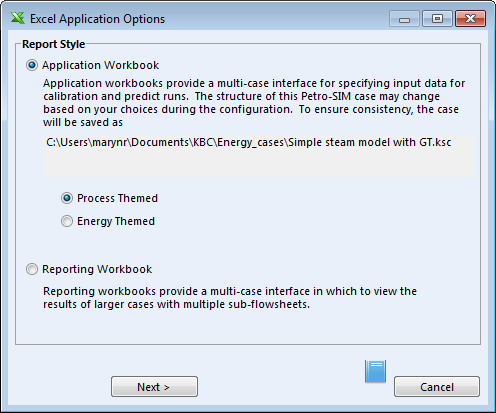 Excel Application Options
Report Style
Application Workbook
Application workbooks provide a multi-case interface for specifying input data for
calibration and predict runs. The structure of this Petro-SIM case may change
based on your choices during the configuration. To ensure consistency, the case
will be saved as
C:\Users\marynr\Documents\KBC\Energy_cases\Simple steam model with GT.ksc
Process Themed
Energy Themed
Reporting Workbook
Reporting workbooks provide a multi-case interface in which to view the
results of larger cases with multiple sub-flowsheets.
Next >
Cancel